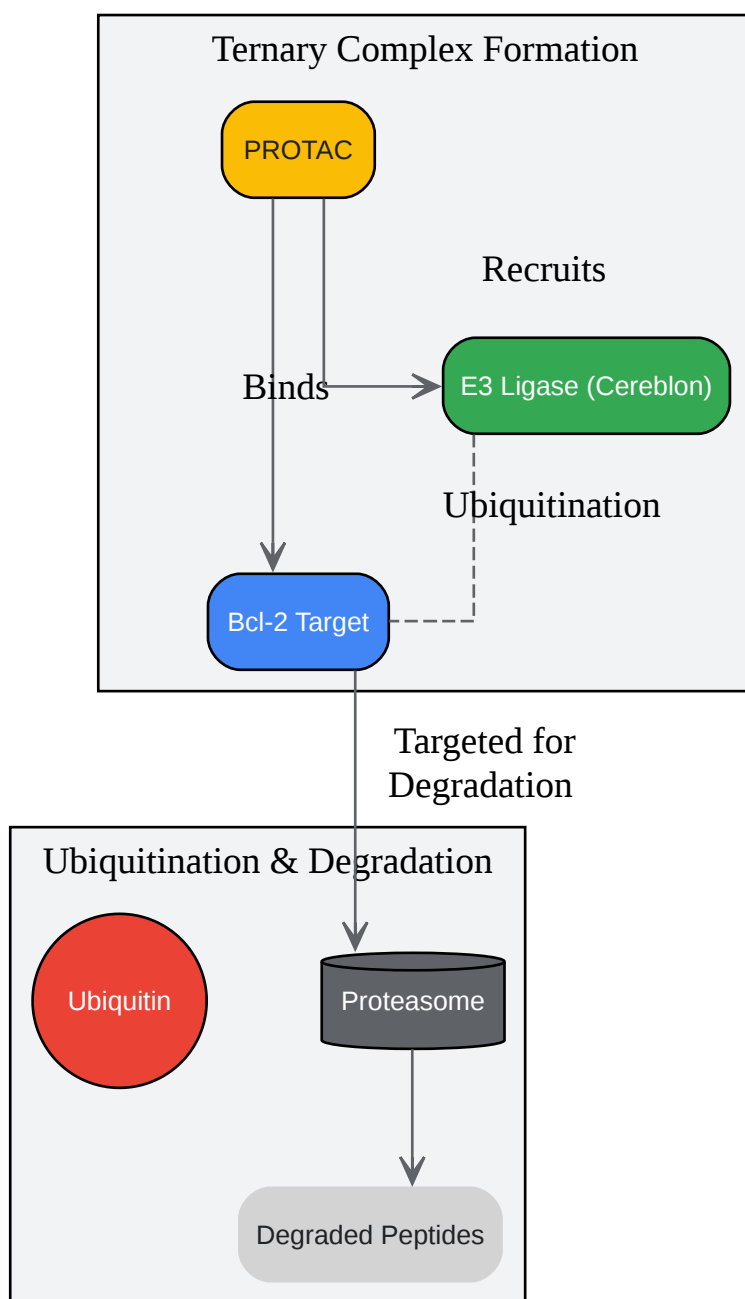 Ternary Complex Formation
PROTAC
Recruits
Binds
E3 Ligase (Cereblon)
Ubiquitination
Bcl-2 Target
Targeted for
Degradation
Ubiquitination & Degradation
Ubiquitin
Proteasome
Degraded Peptides